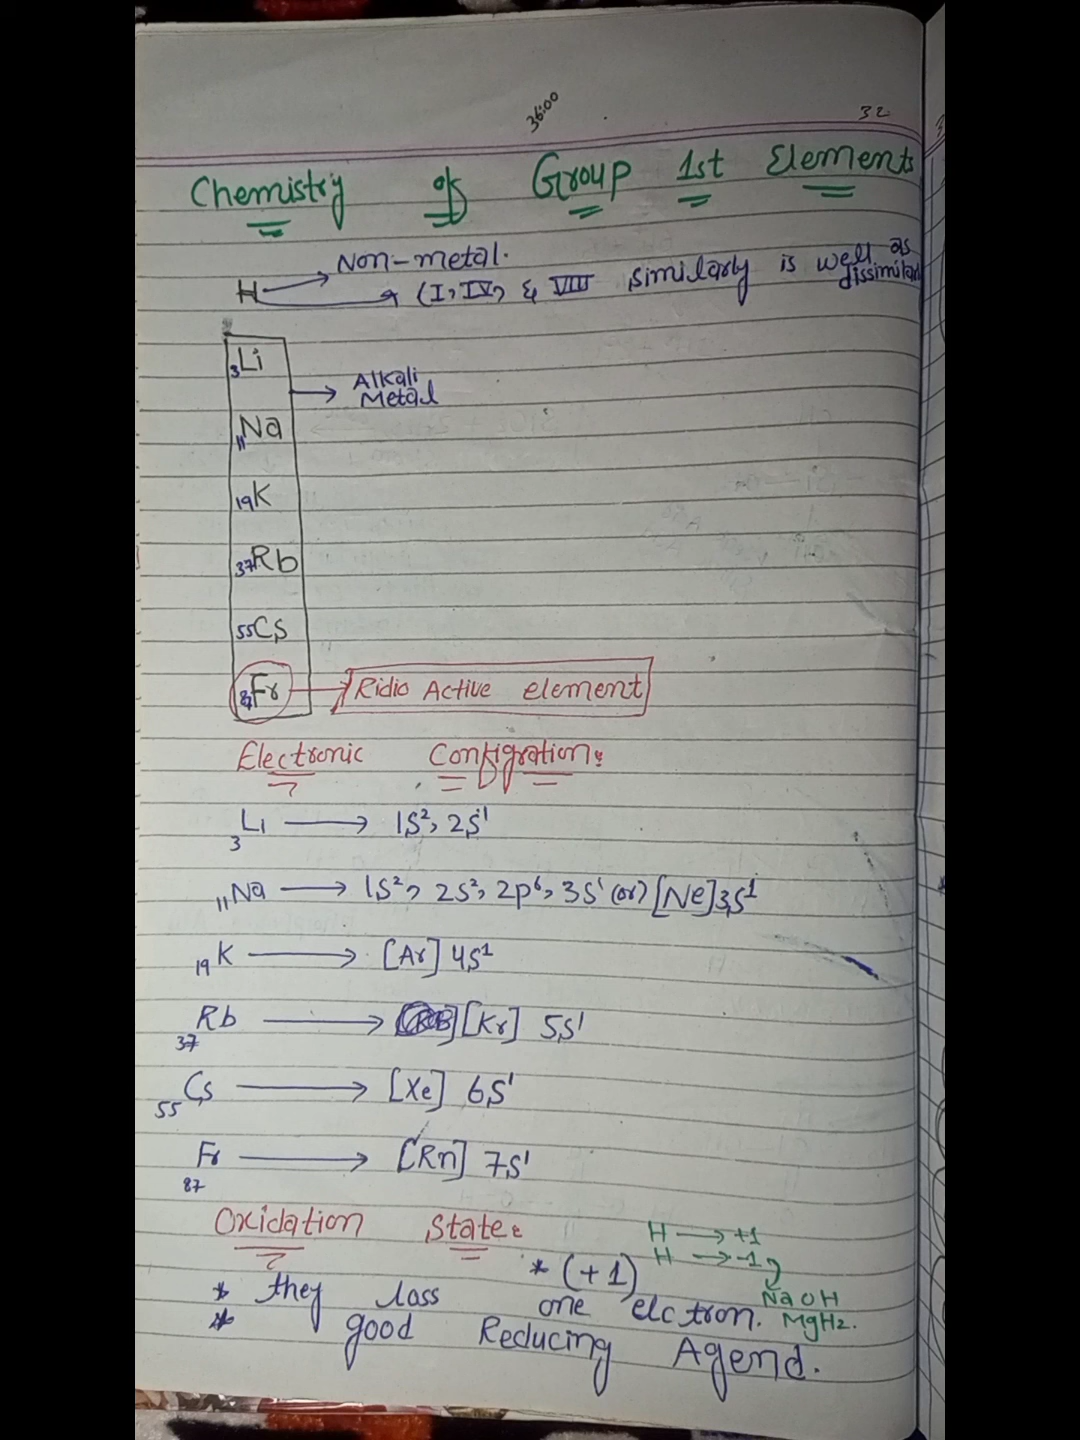 36:00
32
Chemistry of Group 1st Elements
H → Non-metal.
→ (I, IV, & VIII similarly is well as dissimilar
3Li
→ Alkali Metal
11Na
19K
37Rb
55Cs
87Fr → Ridio Active element
Electronic Configration:
3Li → 1S², 2S¹
11Na → 1S², 2S², 2p⁶, 3S¹ (or) [Ne]3S¹
19K → [Ar] 4S¹
37Rb → [Kr] 5S¹
55Cs → [Xe] 6S¹
87Fr → [Rn] 7S¹
Oxidation State:
H → +1
H → -1
NaOH
MgH2.
* (+1)
* they loss one elctron.
* good Reducing Agend.